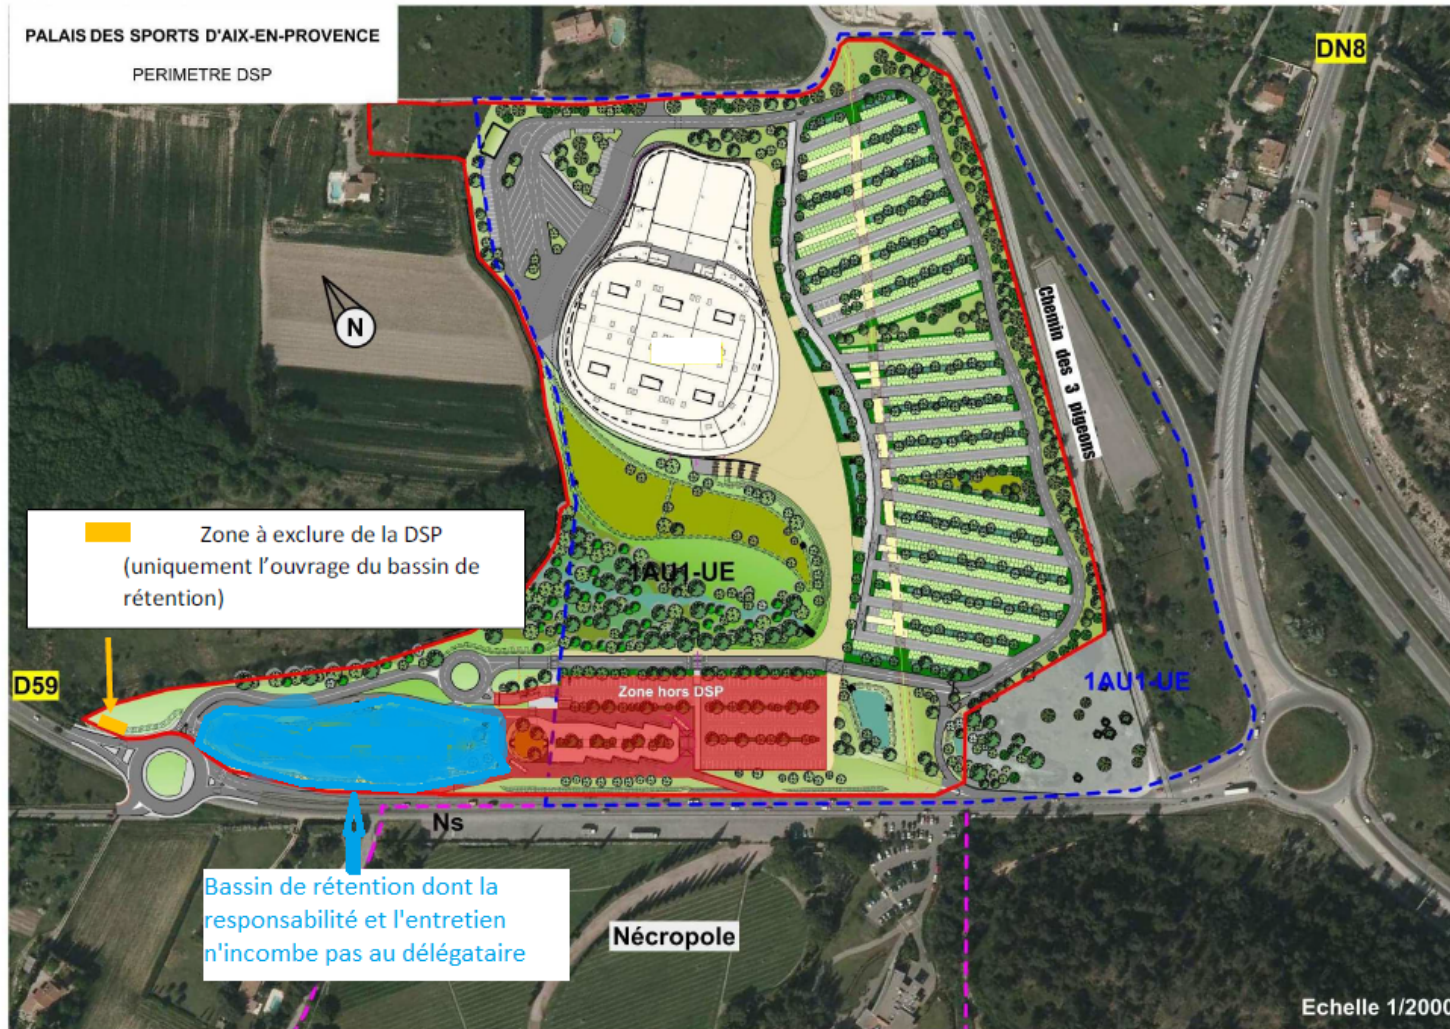 PALAIS DES SPORTS D'AIX-EN-PROVENCE
PERIMETRE DSP
DN8
N
Chemin des 3 pigeons
Zone à exclure de la DSP
(uniquement l'ouvrage du bassin de
rétention)
1AU1-UE
D59
Zone hors DSP
1AU1-UE
Ns
Bassin de rétention dont la
responsabilité et l'entretien
n'incombe pas au délégataire
Nécropole
Echelle 1/2000